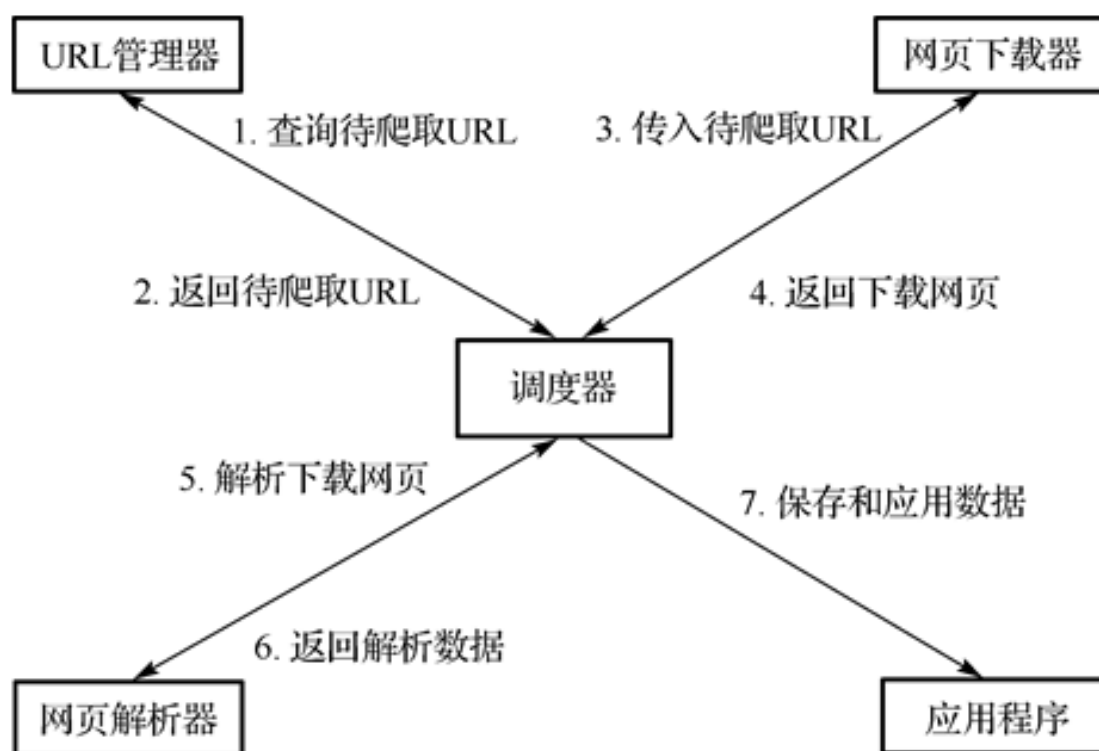 URL管理器
网页下载器
1. 查询待爬取URL
3. 传入待爬取URL
2. 返回待爬取URL
4. 返回下载网页
调度器
5. 解析下载网页
7. 保存和应用数据
6. 返回解析数据
网页解析器
应用程序